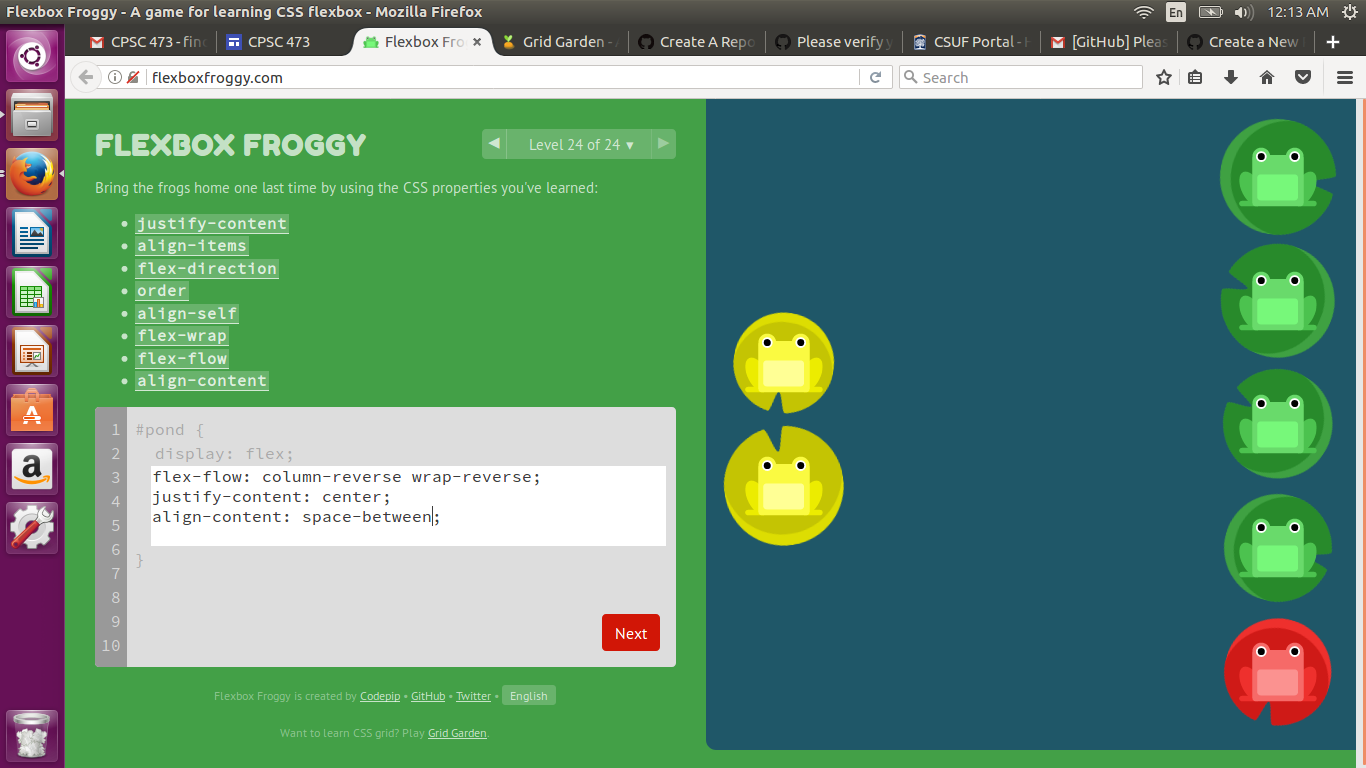 Flexbox Froggy - A game for learning CSS flexbox - Mozilla Firefox
En
12:13 AM
CPSC 473 - fin
CPSC 473
Flexbox Fro
Grid Garden -
Create A Repo
Please verify y
CSUF Portal -
[GitHub] Pleas
Create a New
flexboxfroggy.com
Search
FLEXBOX FROGGY
Level 24 of 24 ▾
Bring the frogs home one last time by using the CSS properties you've learned:
• justify-content
• align-items
• flex-direction
• order
• align-self
• flex-wrap
• flex-flow
• align-content
1 #pond {
2 display: flex;
3 flex-flow: column-reverse wrap-reverse;
4 justify-content: center;
5 align-content: space-between;
6 }
7
8
9
10
Next
Flexbox Froggy is created by Codepip • GitHub • Twitter • English
Want to learn CSS grid? Play Grid Garden.